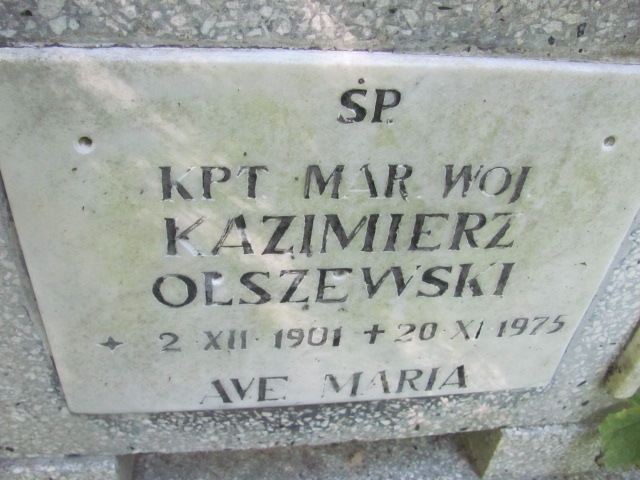 ŚP.
KPT MAR WOJ
KAZIMIERZ
OLSZEWSKI
✦ 2 XII 1901 + 20 XI 1975
AVE MARIA